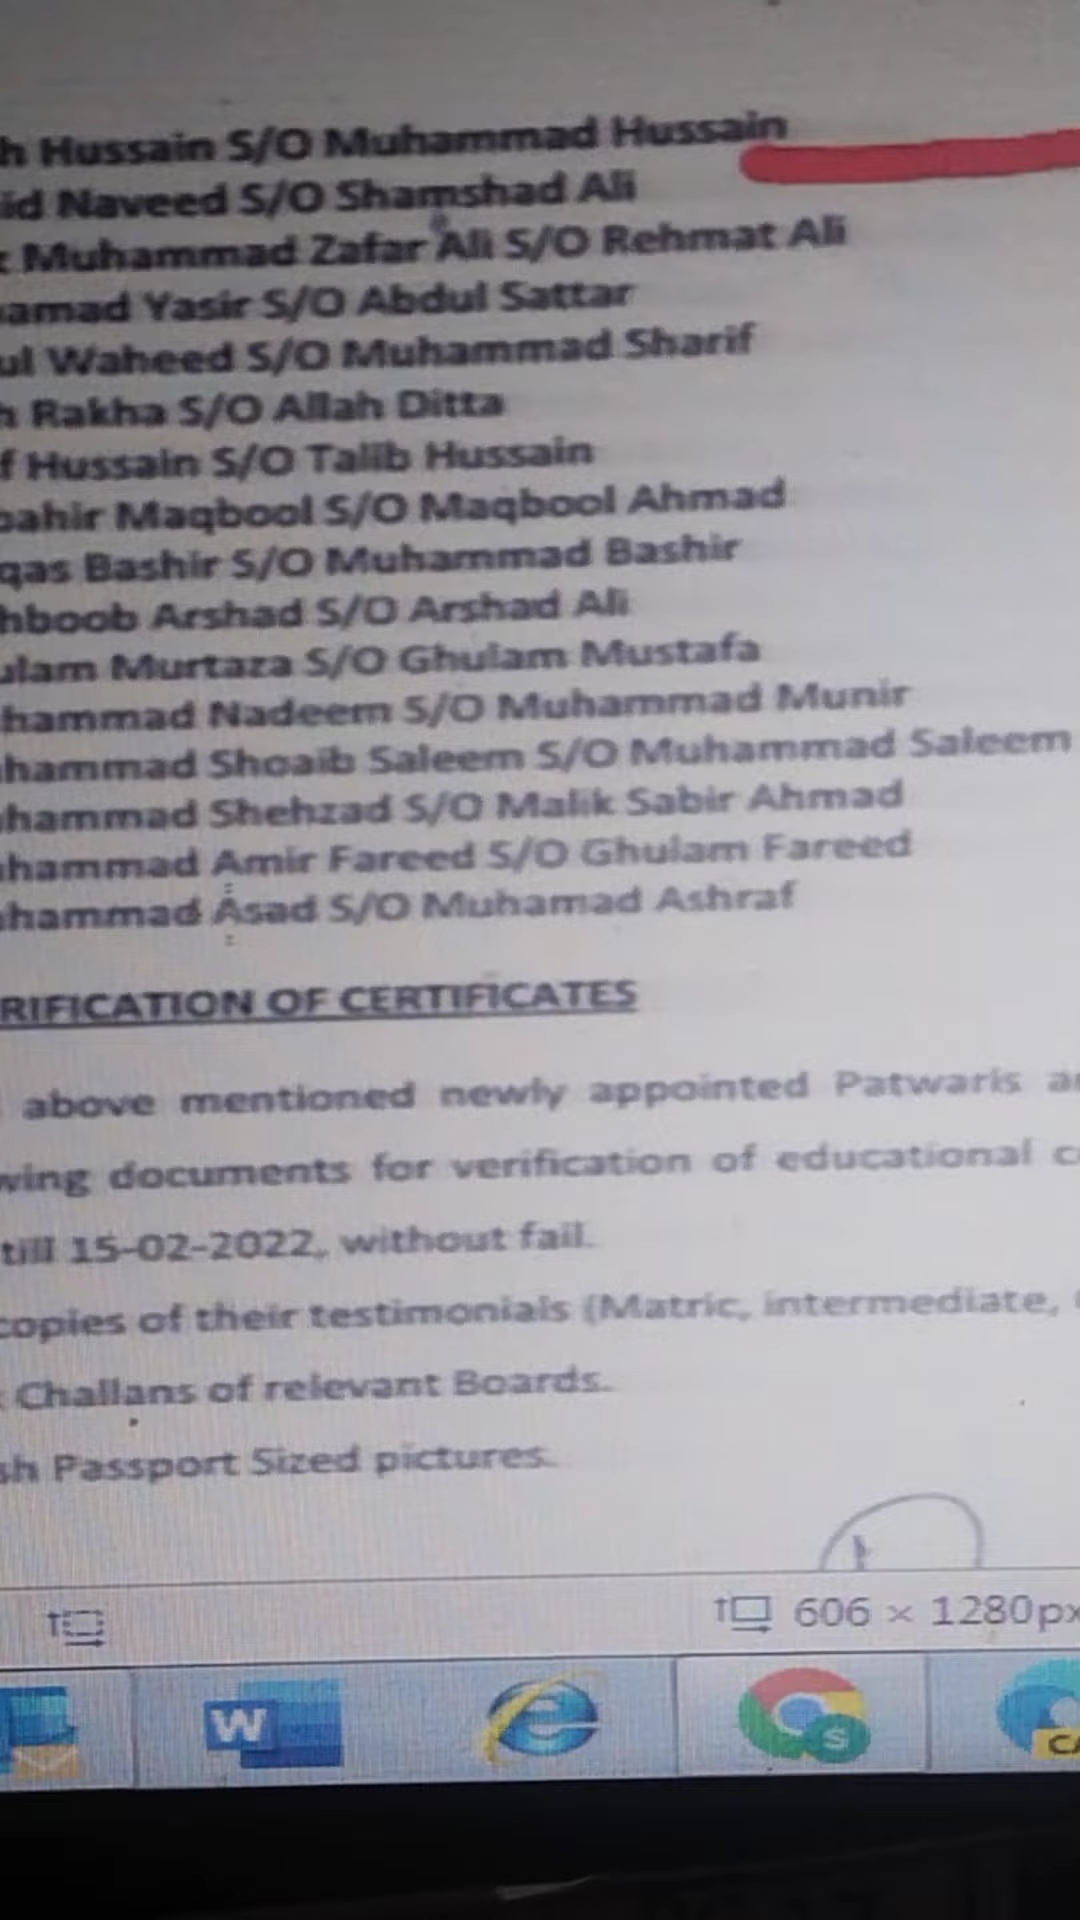 h Hussain S/O Muhammad Hussain
id Naveed S/O Shamshad Ali
Muhammad Zafar Ali S/O Rehmat Ali
amad Yasir S/O Abdul Sattar
ul Waheed S/O Muhammad Sharif
h Rakha S/O Allah Ditta
f Hussain S/O Talib Hussain
bahir Maqbool S/O Maqbool Ahmad
qas Bashir S/O Muhammad Bashir
hboob Arshad S/O Arshad Ali
ulam Murtaza S/O Ghulam Mustafa
hammad Nadeem S/O Muhammad Munir
hammad Shoaib Saleem S/O Muhammad Saleem
hammad Shehzad S/O Malik Sabir Ahmad
hammad Amir Fareed S/O Ghulam Fareed
hammad Asad S/O Muhamad Ashraf
RIFICATION OF CERTIFICATES
above mentioned newly appointed Patwaris a
wing documents for verification of educational c
till 15-02-2022, without fail.
copies of their testimonials (Matric, intermediate,
Challans of relevant Boards.
sh Passport Sized pictures.
606 × 1280px
W
S
CA